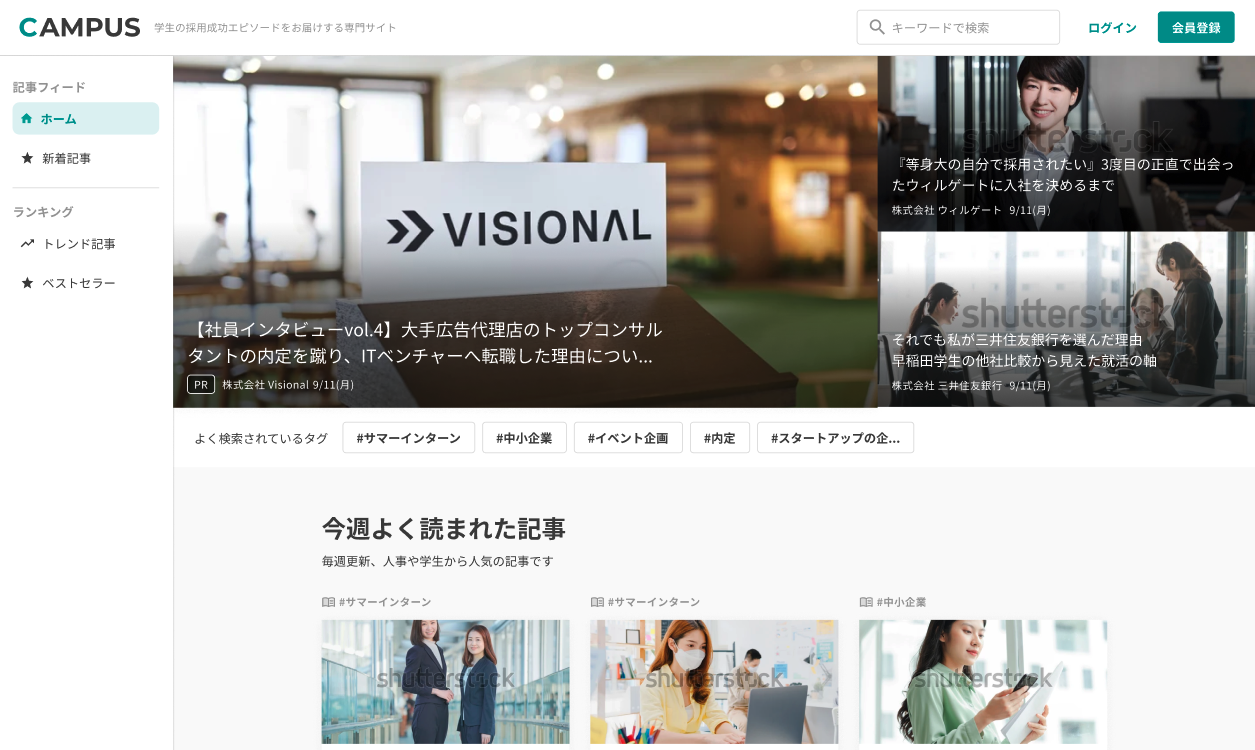 CAMPUS
学生の採用成功エピソードをお届けする専門サイト
キーワードで検索
ログイン
会員登録
記事フィード
ホーム
新着記事
ランキング
トレンド記事
ベストセラー
VISIONAL
【社員インタビューvol.4】大手広告代理店のトップコンサル
タントの内定を蹴り、ITベンチャーへ転職した理由につい...
PR 株式会社 Visional 9/11(月)
shutterstock
『等身大の自分で採用されたい』3度目の正直で出会っ
たウィルゲートに入社を決めるまで
株式会社 ウィルゲート 9/11(月)
shutterstock
それでも私が三井住友銀行を選んだ理由
早稲田学生の他社比較から見えた就活の軸
株式会社 三井住友銀行 9/11(月)
よく検索されているタグ
#サマーインターン
#中小企業
#イベント企画
#内定
#スタートアップの企...
今週よく読まれた記事
毎週更新、人事や学生から人気の記事です
#サマーインターン
#サマーインターン
#中小企業
shutterstock
shutterstock
shutterstock